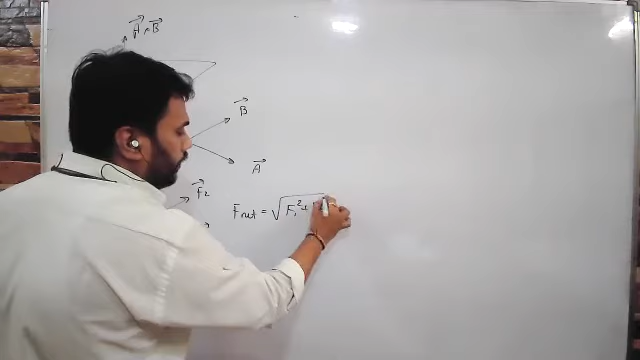 A⃗ × B⃗
B⃗
A⃗
F⃗₂
Fnet = √F₁² +